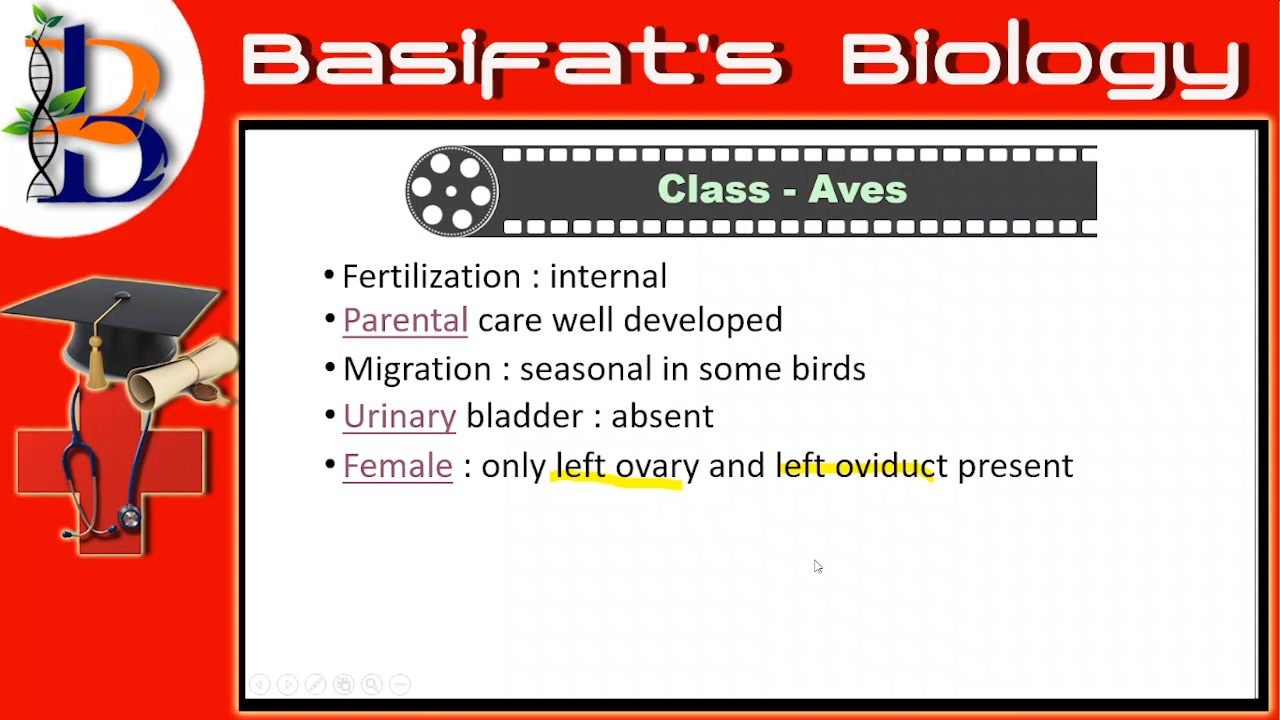 Basifat's Biology
Class - Aves
• Fertilization : internal
• Parental care well developed
• Migration : seasonal in some birds
• Urinary bladder : absent
• Female : only left ovary and left oviduct present